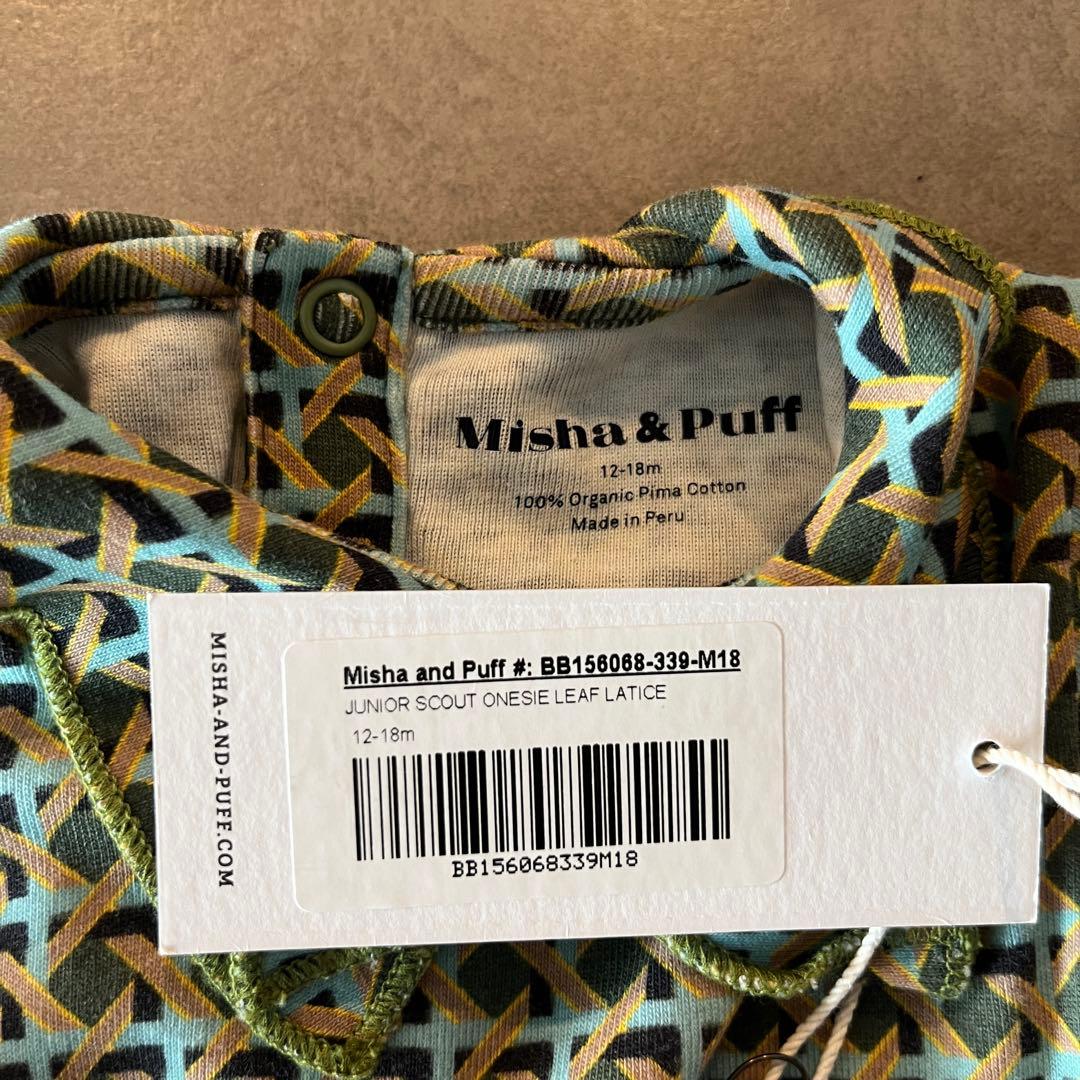 Misha & Puff
12-18m
100% Organic Pima Cotton
Made in Peru
MISHA-AND-PUFF.COM
Misha and Puff #: BB156068-339-M18
JUNIOR SCOUT ONESIE LEAF LATICE
12-18m
BB156068339M18